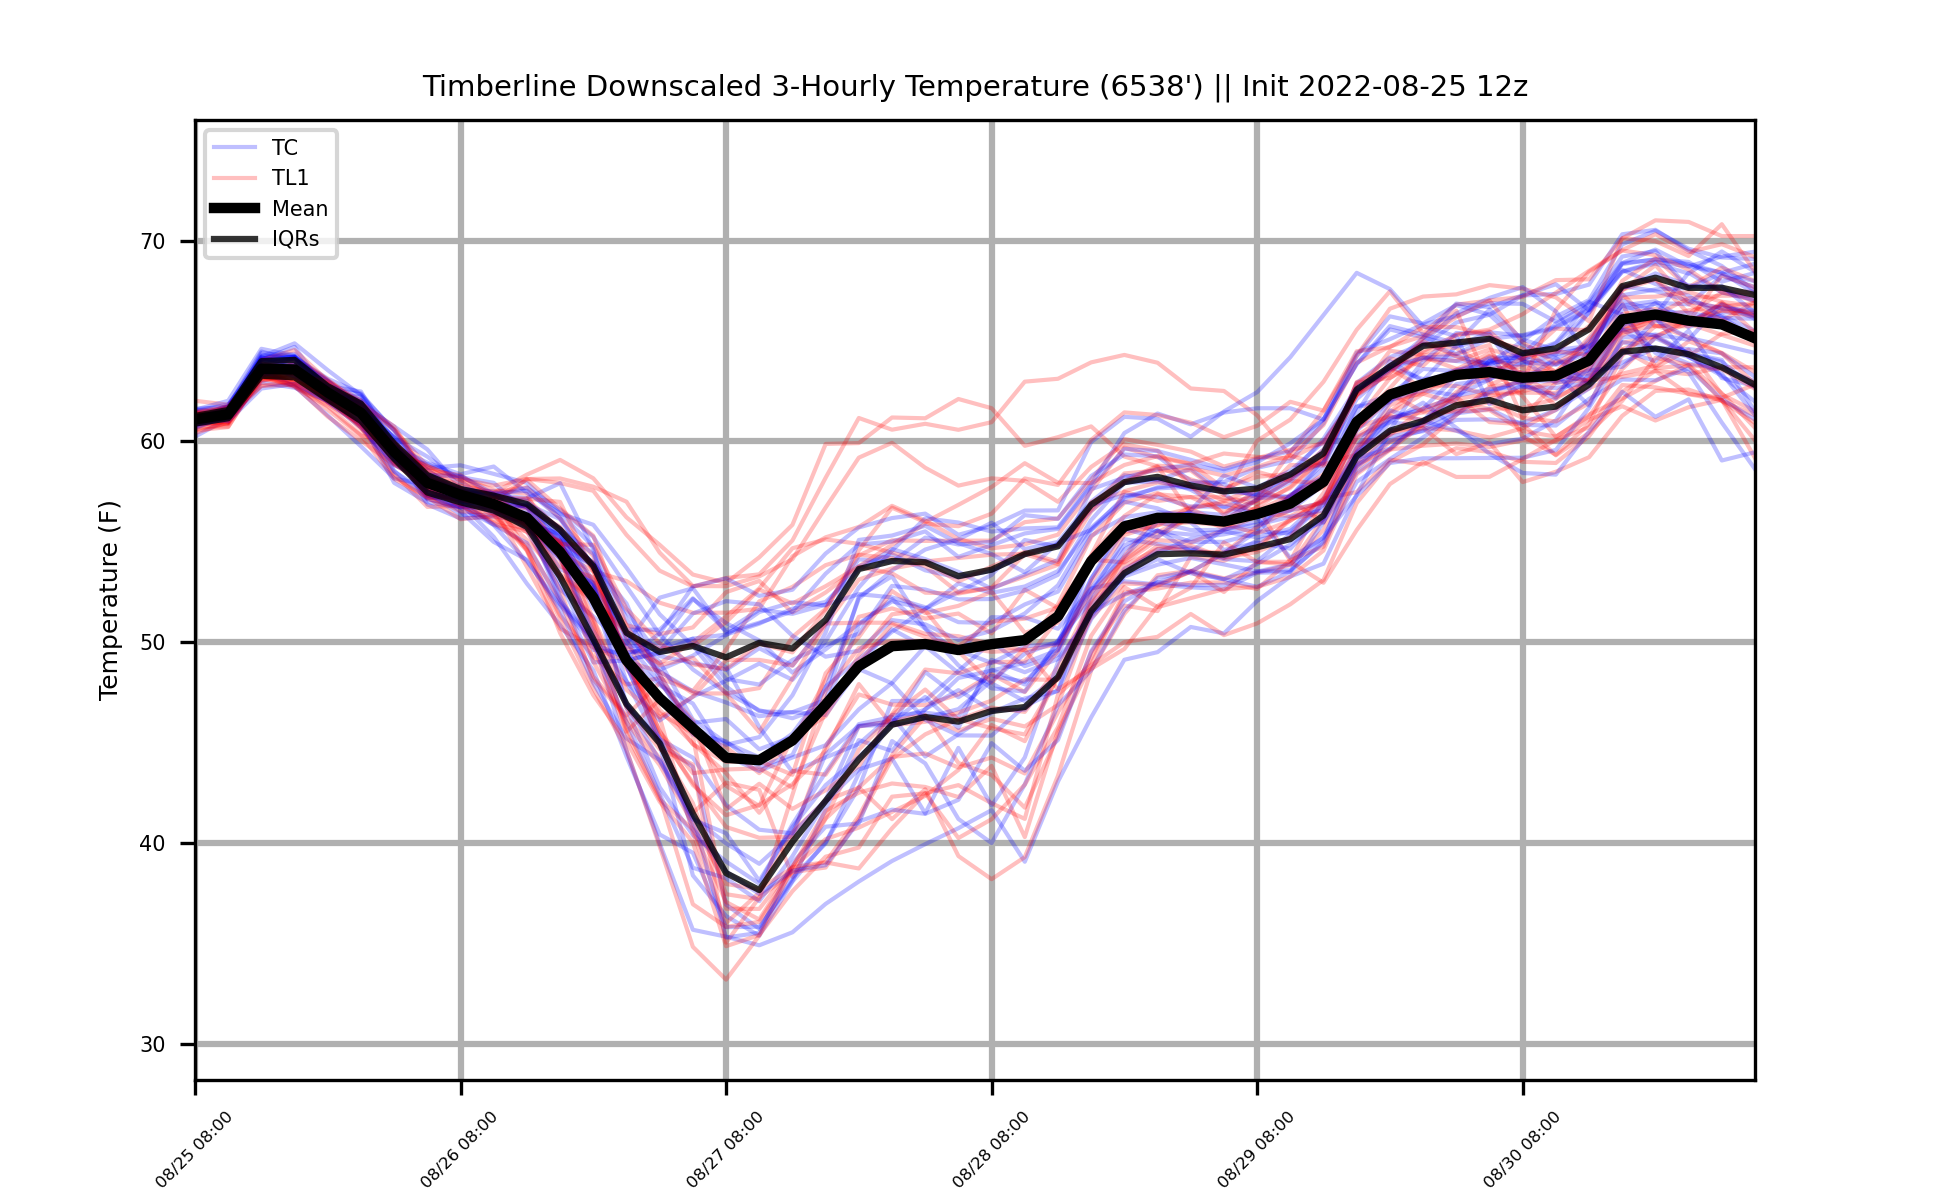 Timberline Downscaled 3-Hourly Temperature (6538') || Init 2022-08-25 12z
TC
TL1
Mean
IQRs
Temperature (F)
70
60
50
40
30
08/25 08:00
08/26 08:00
08/27 08:00
08/28 08:00
08/29 08:00
08/30 08:00